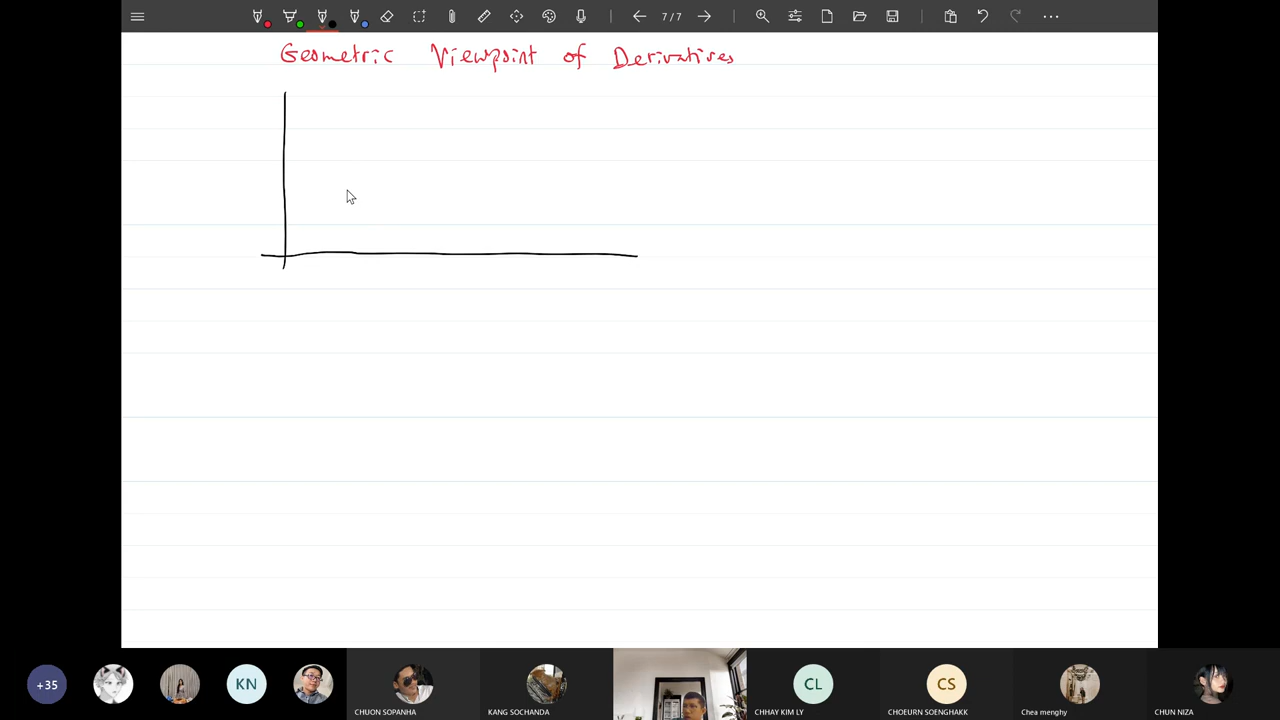 7/7
Geometric Viewpoint of Derivatives
+35
KN
CHUON SOPANHA
KANG SOCHANDA
CL
CHHAY KIM LY
CS
CHOEURN SOENGHAKK
Chea menghy
CHUN NIZA